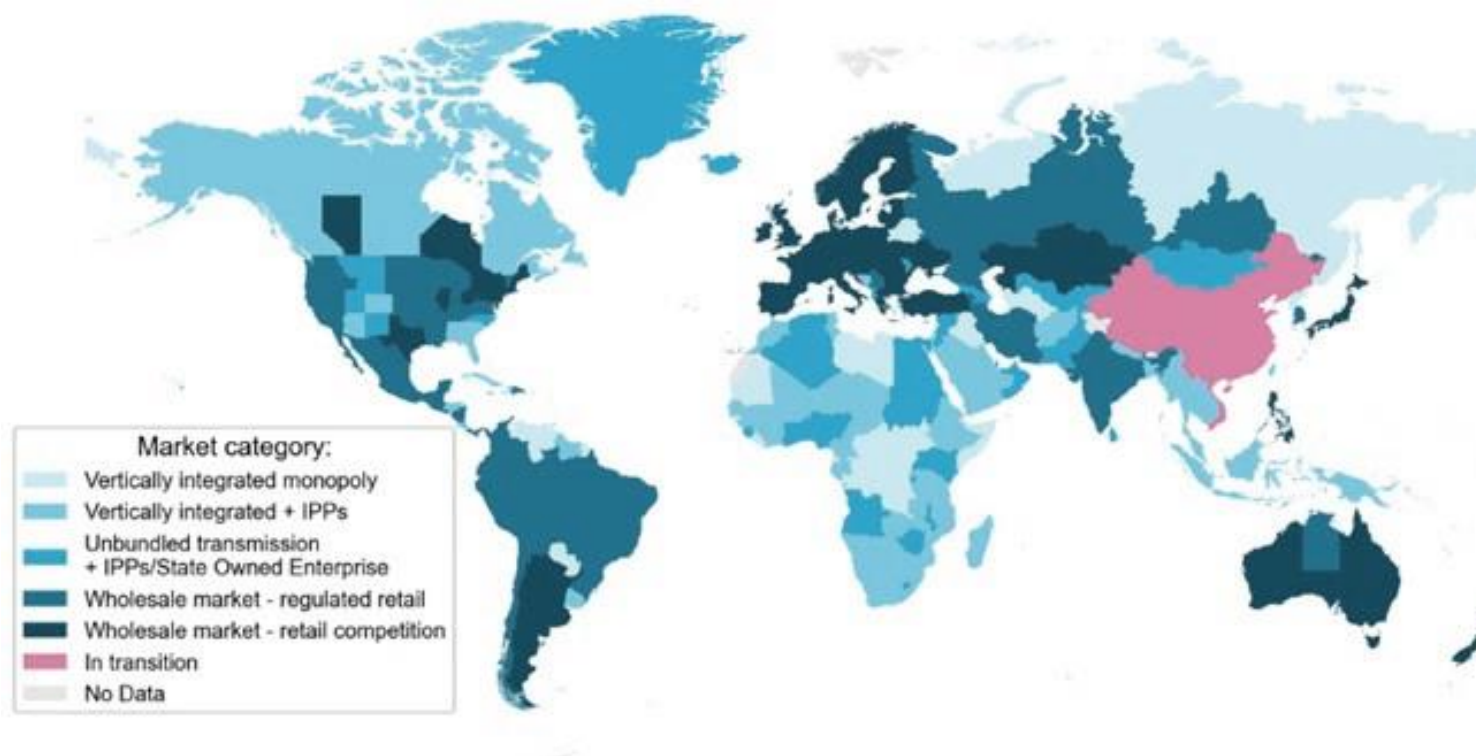 Market category:
Vertically integrated monopoly
Vertically integrated + IPPs
Unbundled transmission
+ IPPs/State Owned Enterprise
Wholesale market - regulated retail
Wholesale market - retail competition
In transition
No Data